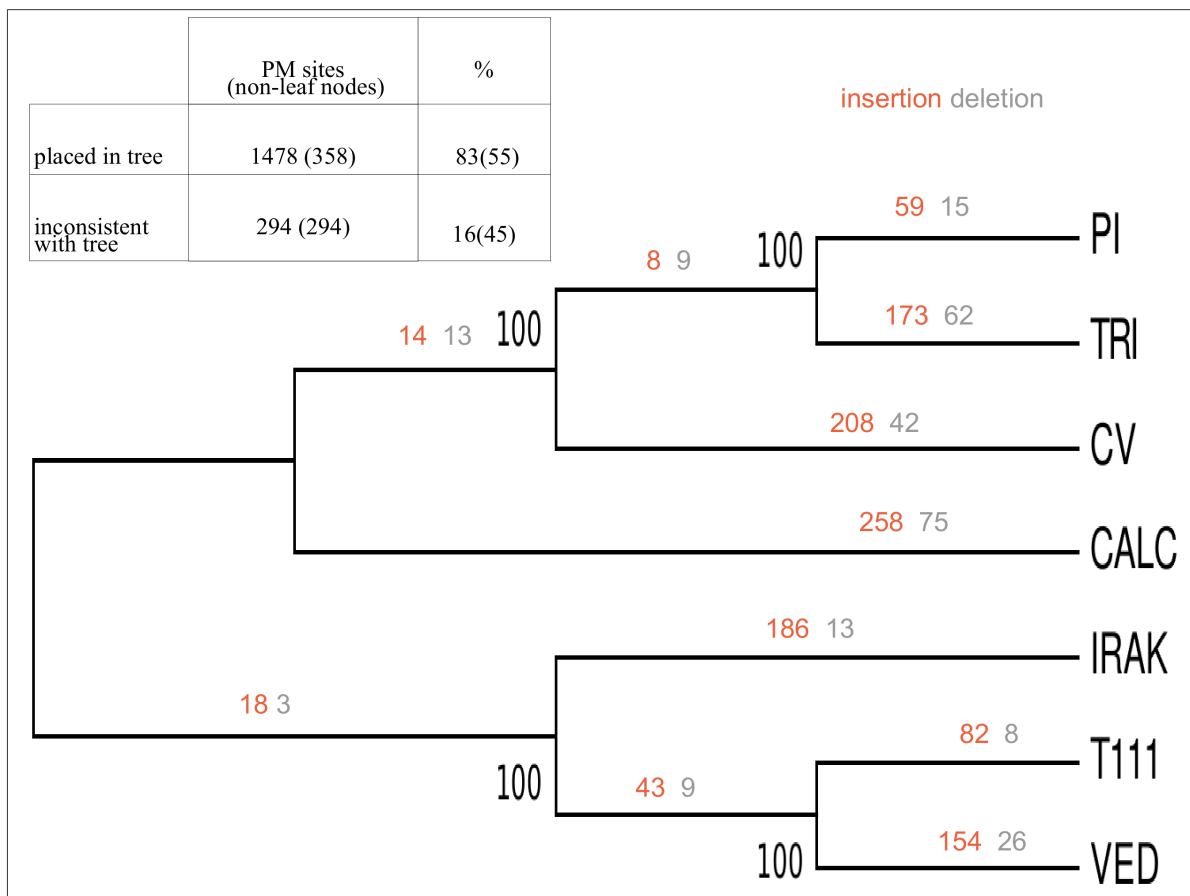 PM sites
(non-leaf nodes)
%
placed in tree
1478 (358)
83(55)
inconsistent
with tree
294 (294)
16(45)
insertion deletion
59 15
PI
8 9
100
173 62
TRI
14 13
100
208 42
CV
258 75
CALC
186 13
IRAK
18 3
82 8
T111
100
43 9
154 26
100
VED